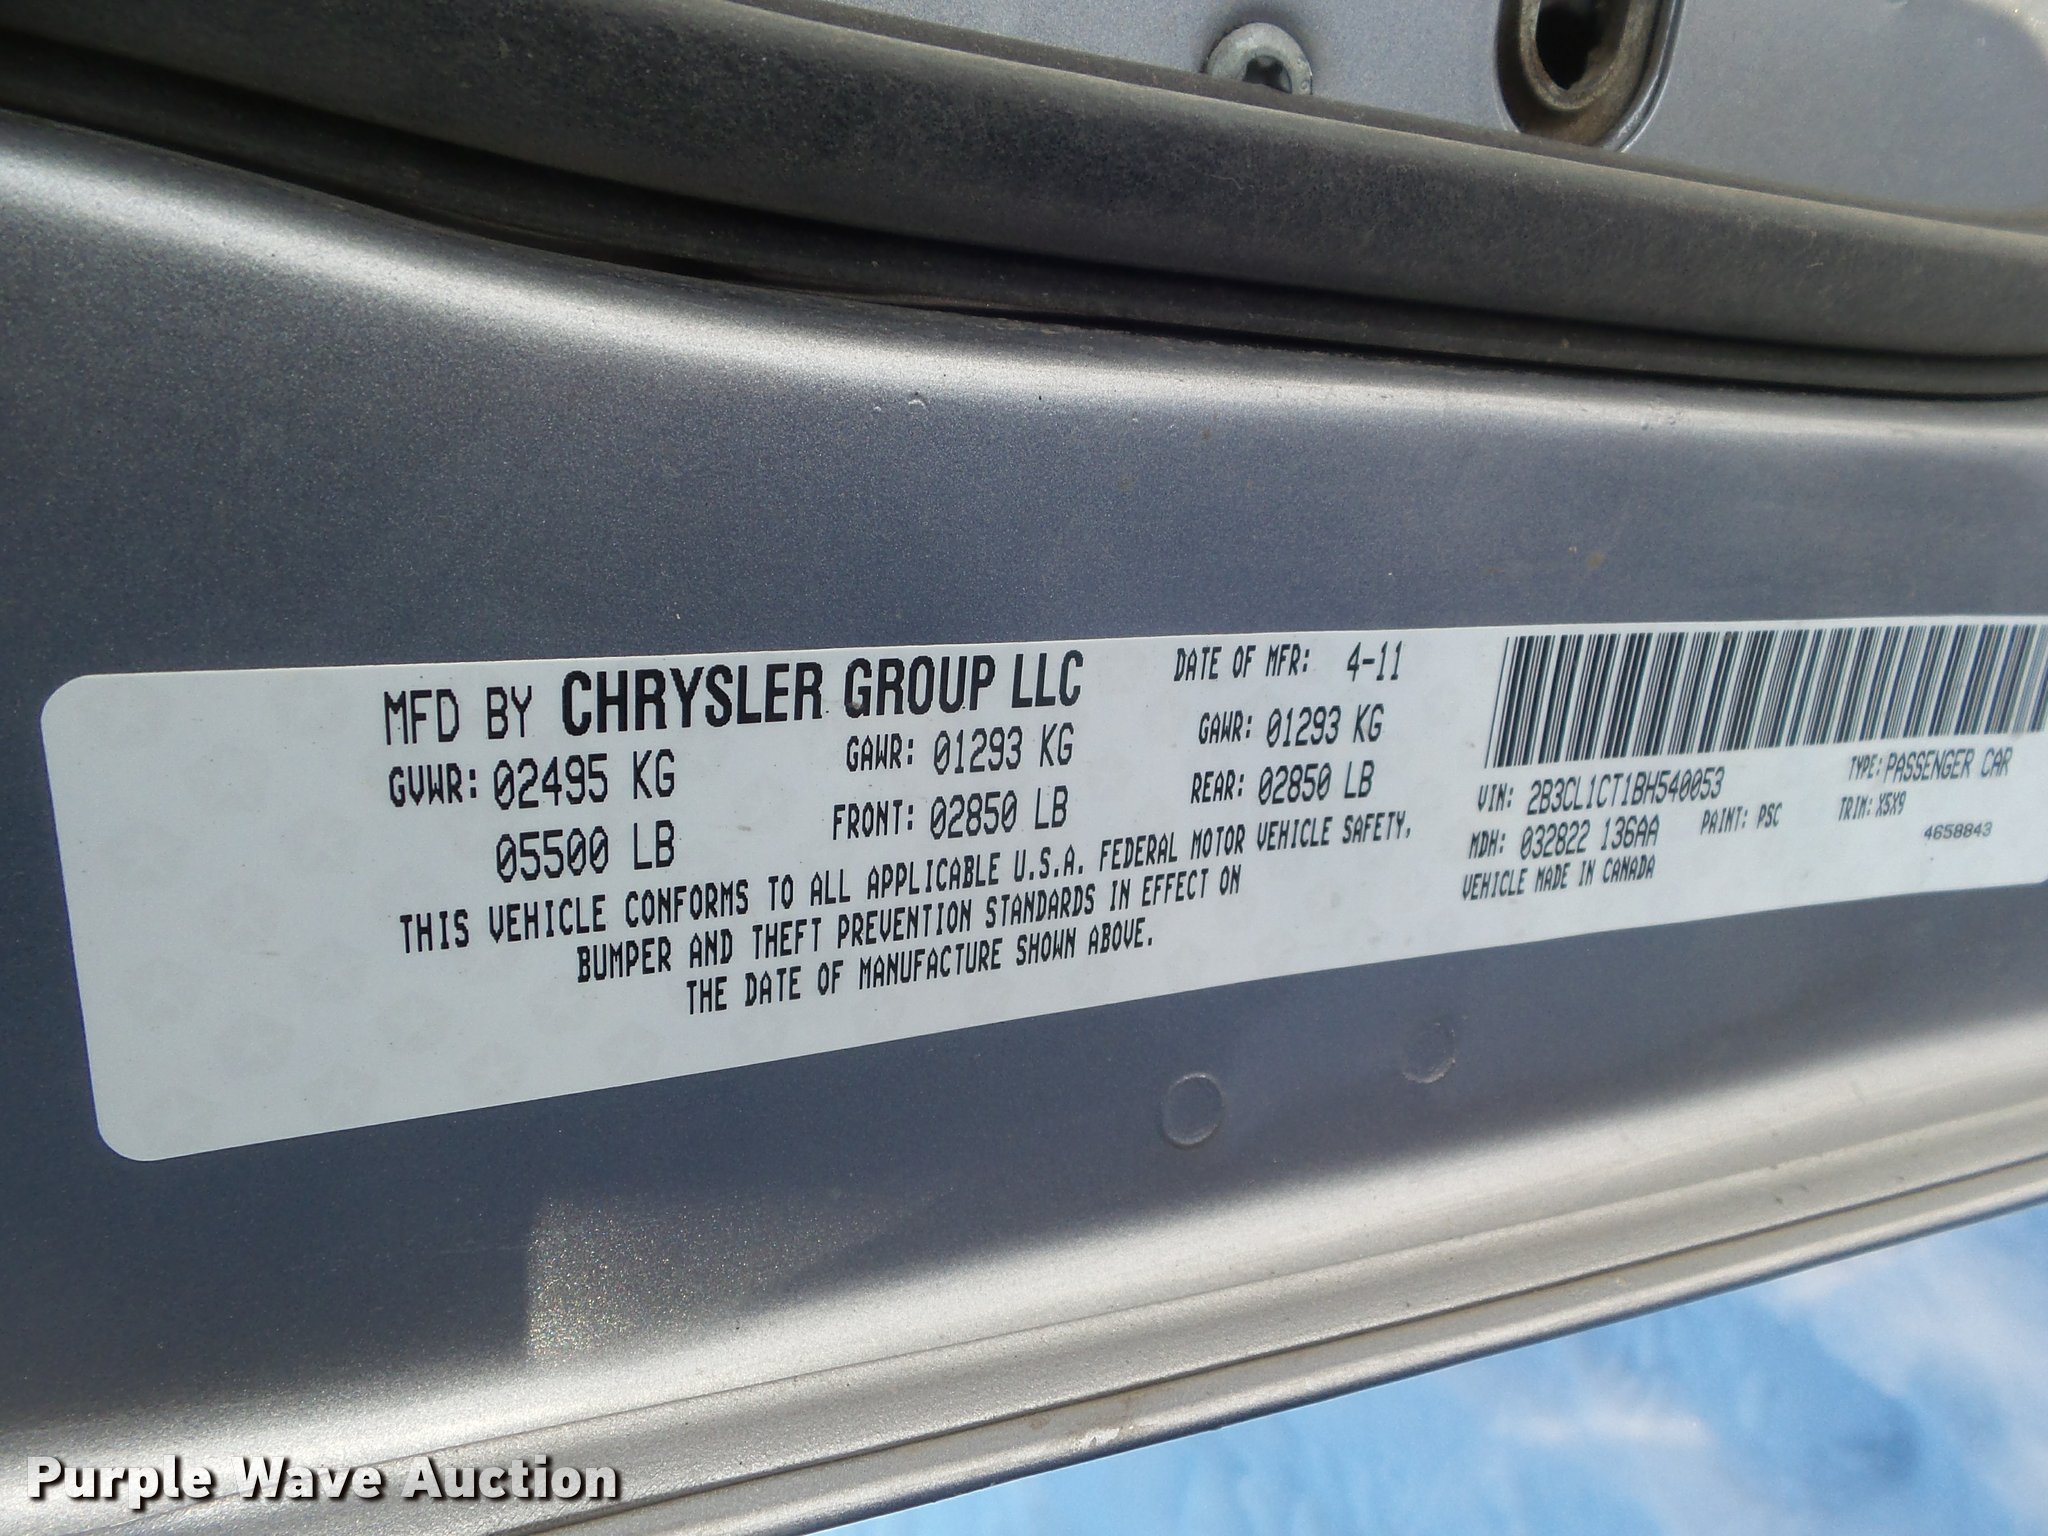 MFD BY CHRYSLER GROUP LLC
DATE OF MFR: 4-11
GVWR: 02495 KG
05500 LB
GAWR: 01293 KG
FRONT: 02850 LB
GAWR: 01293 KG
REAR: 02850 LB
THIS VEHICLE CONFORMS TO ALL APPLICABLE U.S.A. FEDERAL MOTOR VEHICLE SAFETY,
BUMPER AND THEFT PREVENTION STANDARDS IN EFFECT ON
THE DATE OF MANUFACTURE SHOWN ABOVE.
VIN: 2B3CL1CT1BH540053
TYPE: PASSENGER CAR
MDH: 032822 136AA
PAINT: PSC
TRIM: X5X9
VEHICLE MADE IN CANADA
4658843
Purple Wave Auction